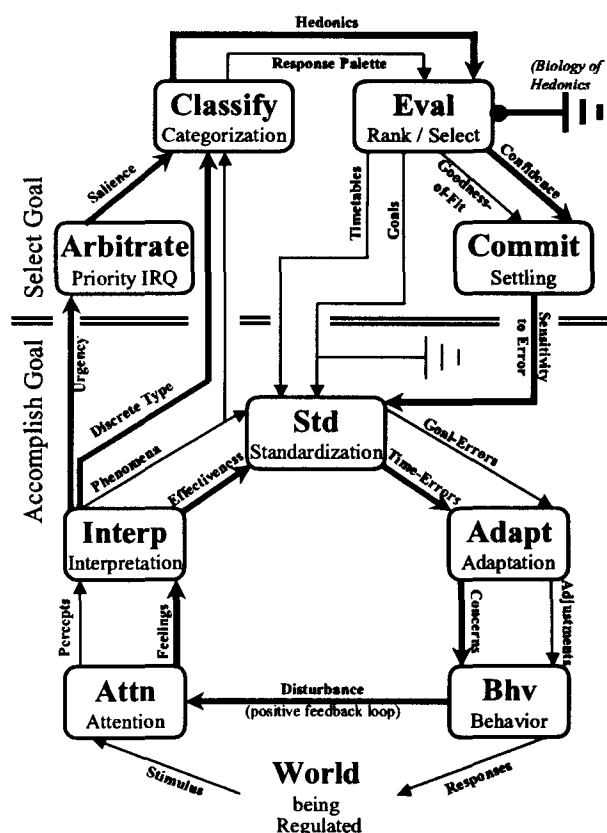 Hedonics
Response Palette
(Biology of
Hedonics
Classify
Categorization
Eval
Rank / Select
Salience
Timetables
Goals
Goodness-
of-Fit
Confidence
Select Goal
Arbitrate
Priority IRQ
Commit
Settling
Accomplish Goal
Urgency
Discrete Type
Sensitivity
to Error
Std
Standardization
Phenomena
Effectiveness
Goal-Errors
Time-Errors
Interp
Interpretation
Adapt
Adaptation
Percepts
Feelings
Concerns
Adjustments
Attn
Attention
Disturbance
(positive feedback loop)
Bhv
Behavior
Stimulus
World
being
Regulated
Responses